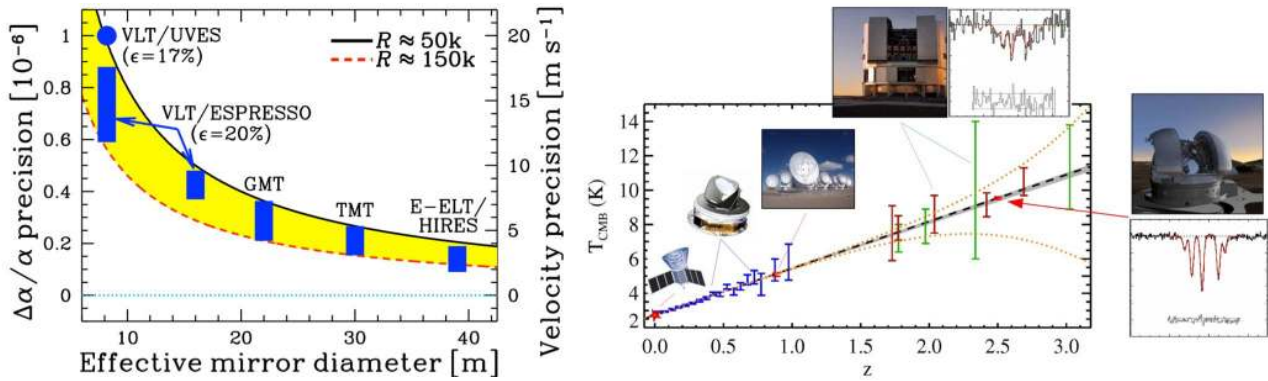 Δα/α precision [10⁻⁶]
1
0.8
0.6
0.4
0.2
0
VLT/UVES
(ϵ=17%)
R ≈ 50k
R ≈ 150k
VLT/ESPRESSO
(ϵ=20%)
GMT
TMT
E-ELT/
HIRES
20
15
10
5
0
Velocity precision [m s⁻¹]
10 20 30 40
Effective mirror diameter [m]
T_CMB (K)
14
12
10
8
6
4
2
0.0 0.5 1.0 1.5 2.0 2.5 3.0
z